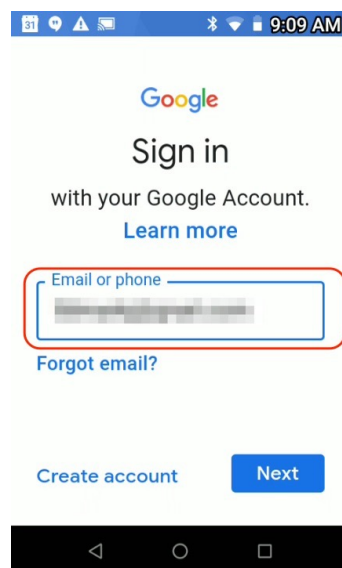 31 9:09 AM
Google
Sign in
with your Google Account.
Learn more
Email or phone
Forgot email?
Create account Next